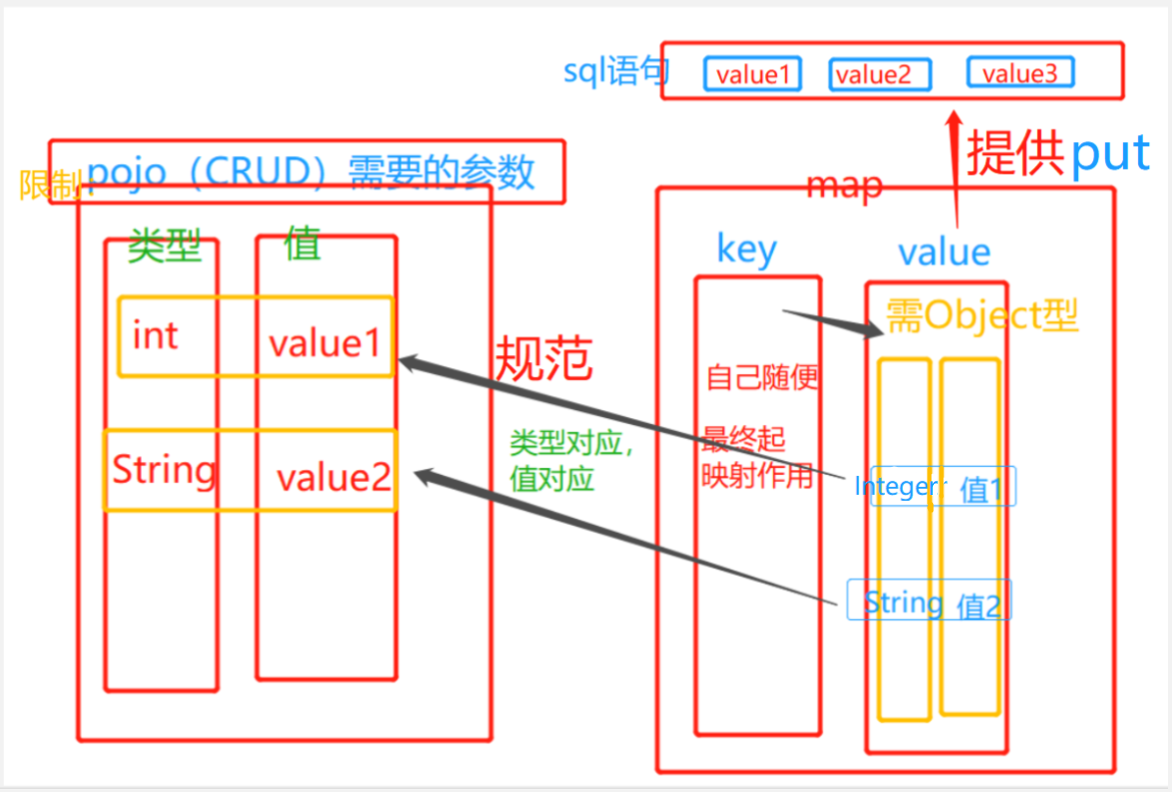 sql语句 value1 value2 value3
提供put
限制 pojo（CRUD）需要的参数
map
类型 值
key value
int value1
需Object型
规范
自己随便
类型对应，
值对应
最终起
映射作用
String value2
Integer 值1
String 值2